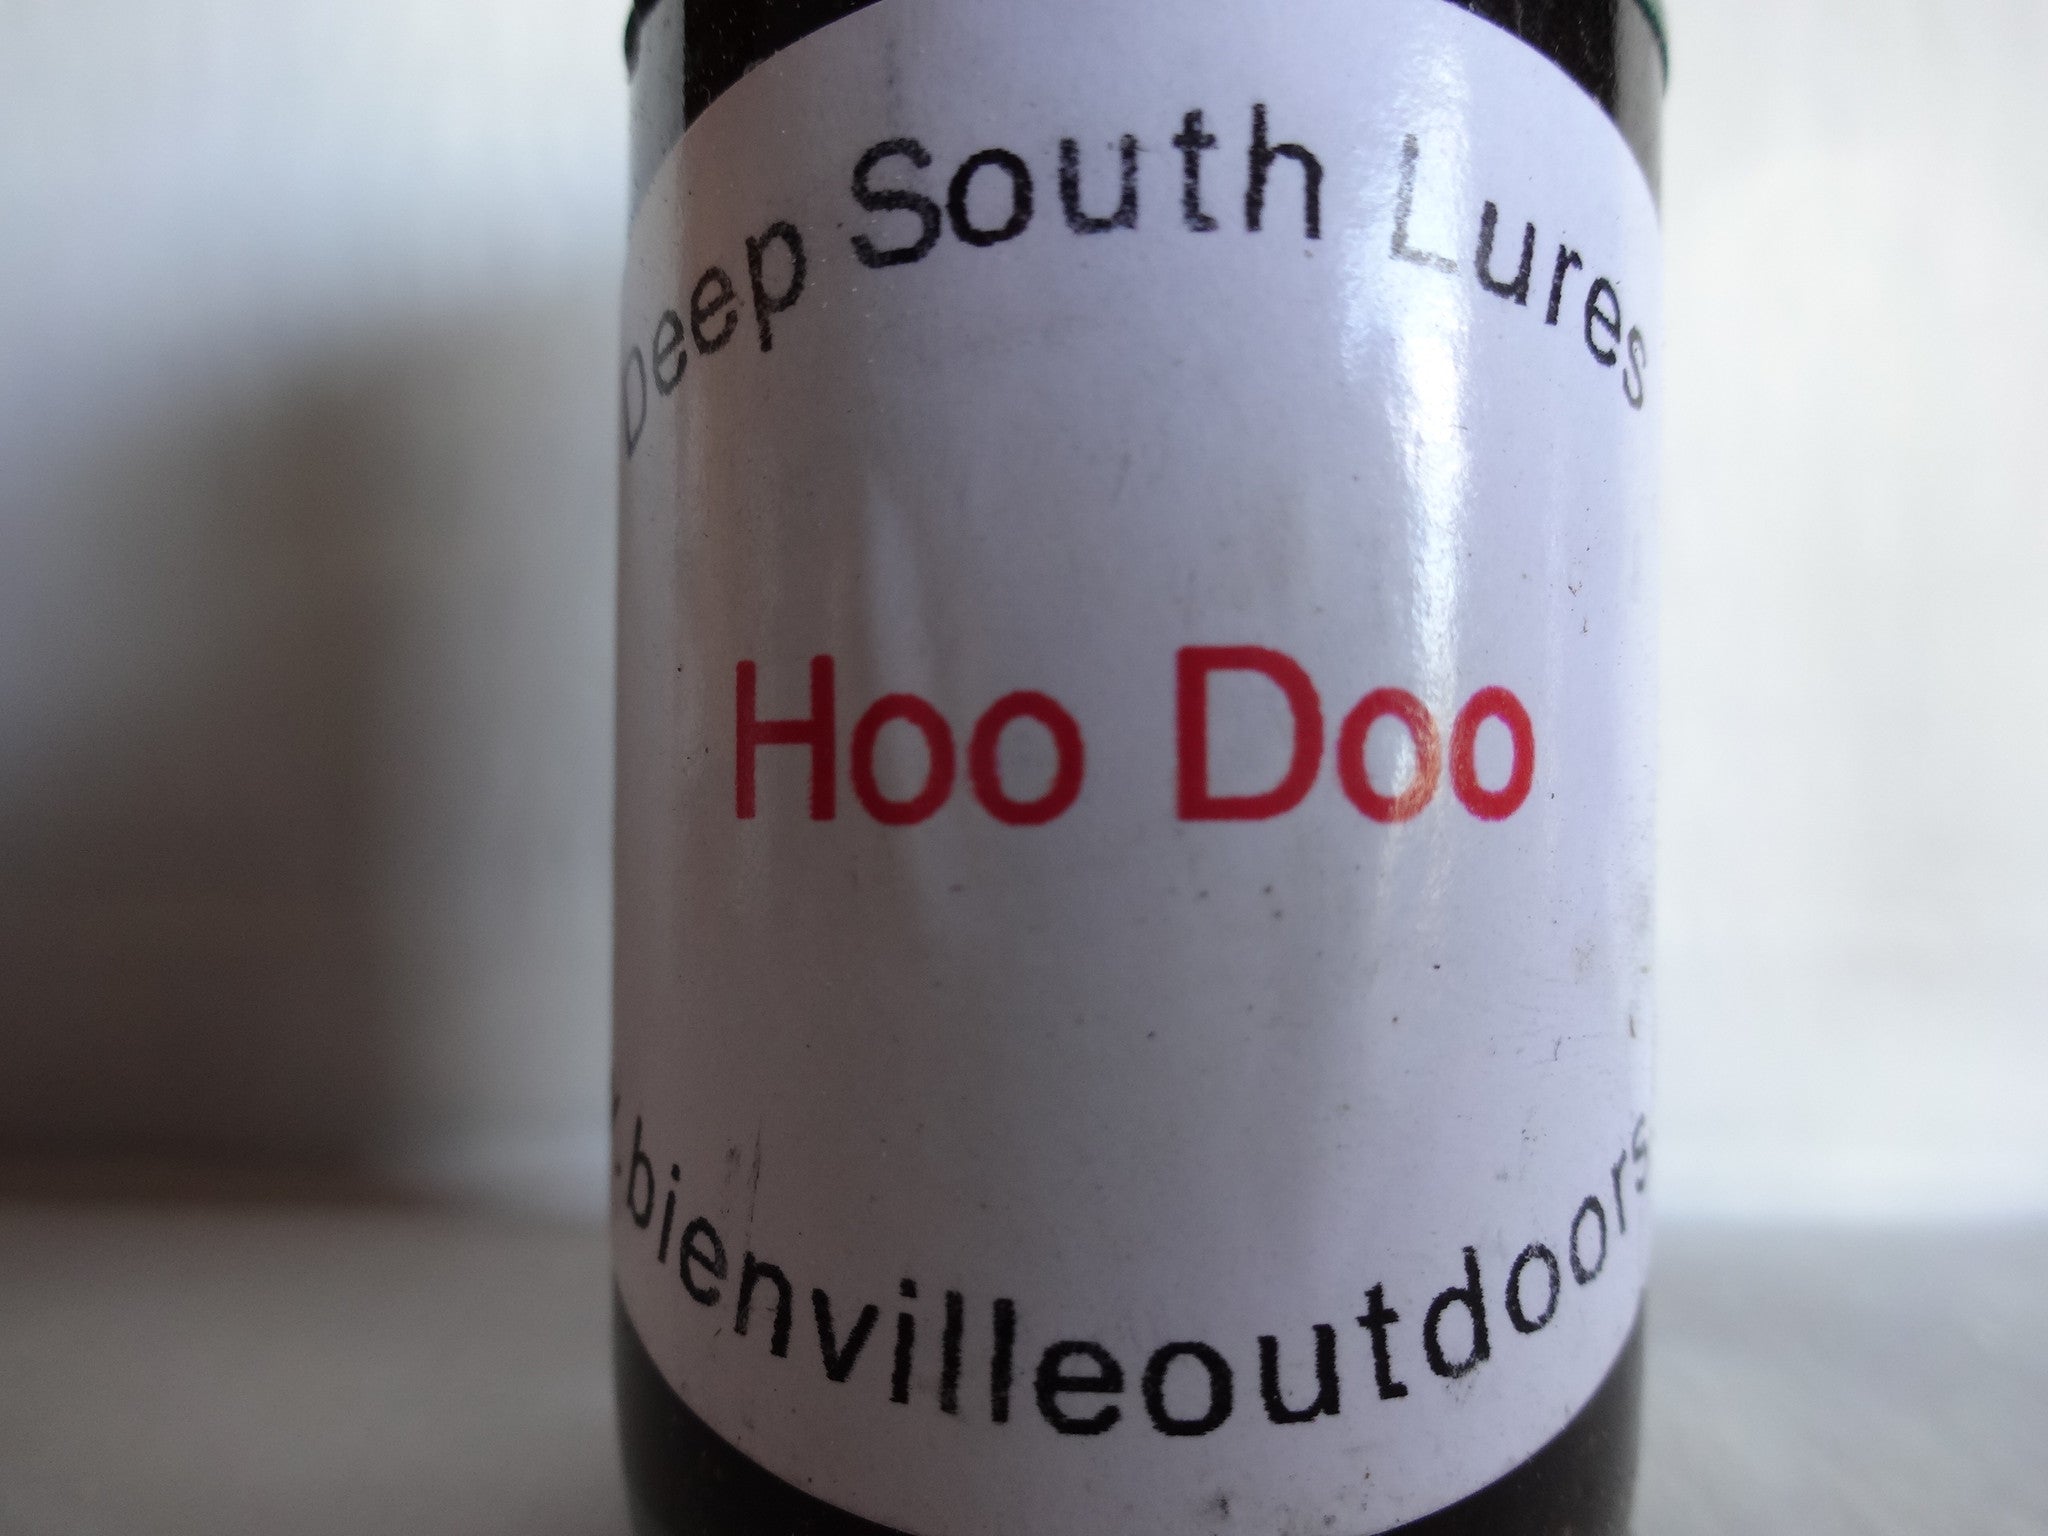 Deep South Lures
Hoo Doo
.bienvilleoutdoors